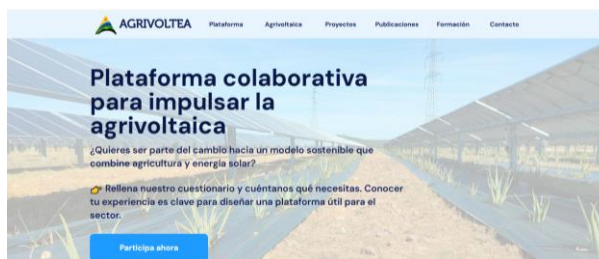 AGRIVOLTEA
Plataforma
Agrivoltaica
Proyectos
Publicaciones
Formación
Contacto
Plataforma colaborativa
para impulsar la
agrivoltaica
¿Quieres ser parte del cambio hacia un modelo sostenible que
combine agricultura y energía solar?
👉 Rellena nuestro cuestionario y cuéntanos qué necesitas. Conocer
tu experiencia es clave para diseñar una plataforma útil para el
sector.
Participa ahora